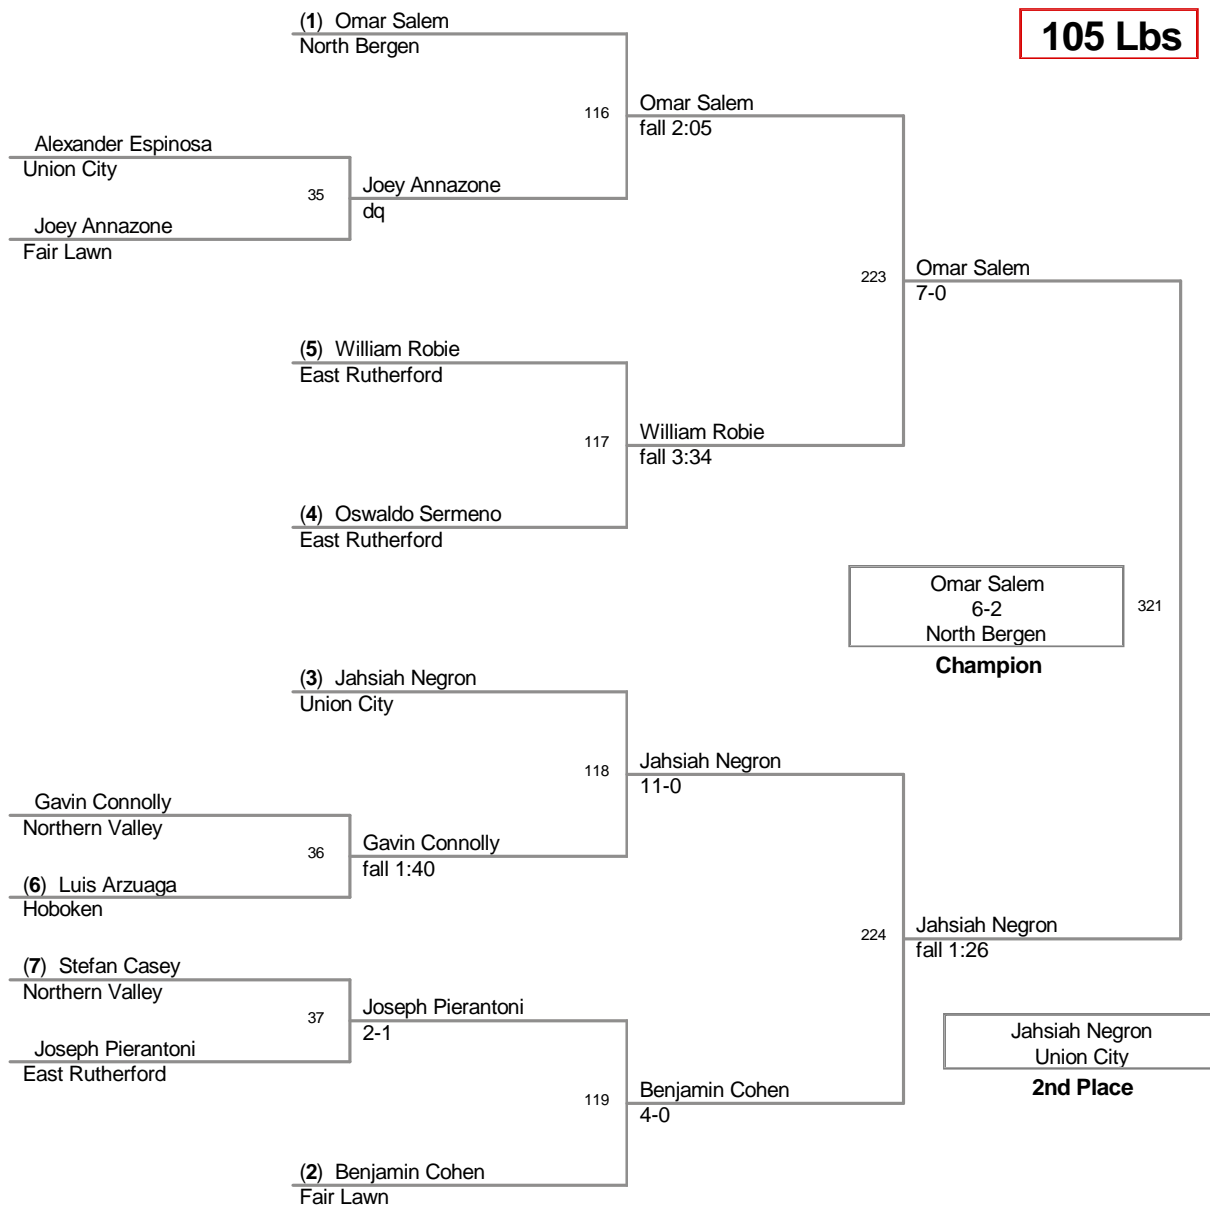 (1) Omar Salem
North Bergen
105 Lbs
116
Omar Salem
fall 2:05
Alexander Espinosa
Union City
35
Joey Annazone
dq
Joey Annazone
Fair Lawn
223
Omar Salem
7-0
(5) William Robie
East Rutherford
117
William Robie
fall 3:34
(4) Oswaldo Sermeno
East Rutherford
Omar Salem
6-2
North Bergen
321
Champion
(3) Jahsiah Negron
Union City
118
Jahsiah Negron
11-0
Gavin Connolly
Northern Valley
36
Gavin Connolly
fall 1:40
(6) Luis Arzuaga
Hoboken
224
Jahsiah Negron
fall 1:26
(7) Stefan Casey
Northern Valley
37
Joseph Pierantoni
2-1
Joseph Pierantoni
East Rutherford
Jahsiah Negron
Union City
2nd Place
119
Benjamin Cohen
4-0
(2) Benjamin Cohen
Fair Lawn